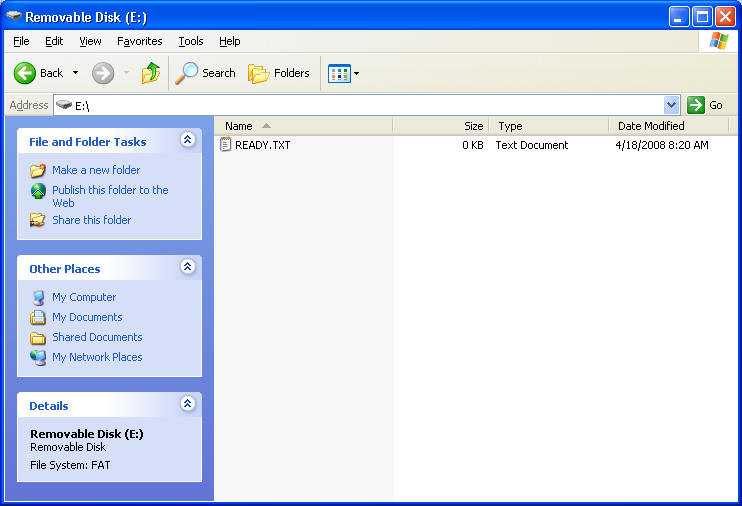 Removable Disk (E:)
File Edit View Favorites Tools Help
Back Search Folders
Address E:\ Go
File and Folder Tasks
Make a new folder
Publish this folder to the
Web
Share this folder
Other Places
My Computer
My Documents
Shared Documents
My Network Places
Details
Removable Disk (E:)
Removable Disk
File System: FAT
Name Size Type Date Modified
READY.TXT 0 KB Text Document 4/18/2008 8:20 AM